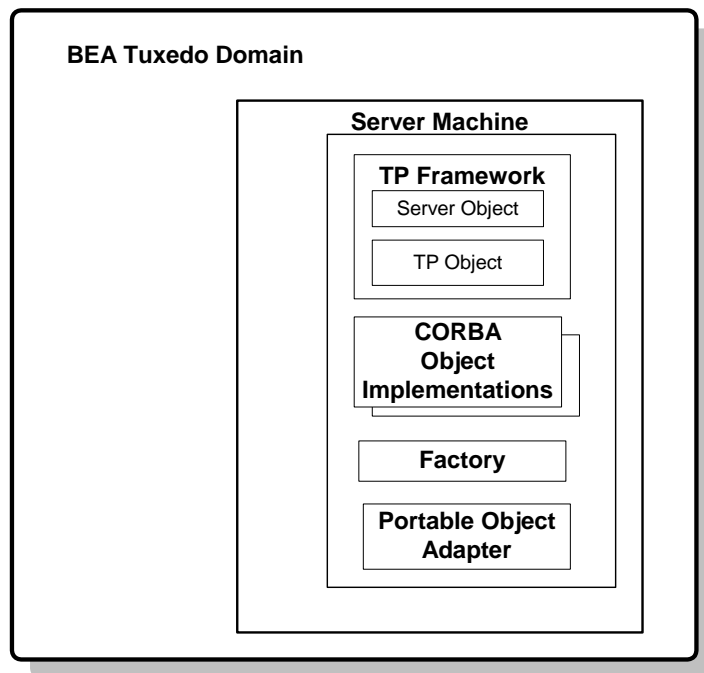 BEA Tuxedo Domain
Server Machine
TP Framework
Server Object
TP Object
CORBA
Object
Implementations
Factory
Portable Object
Adapter